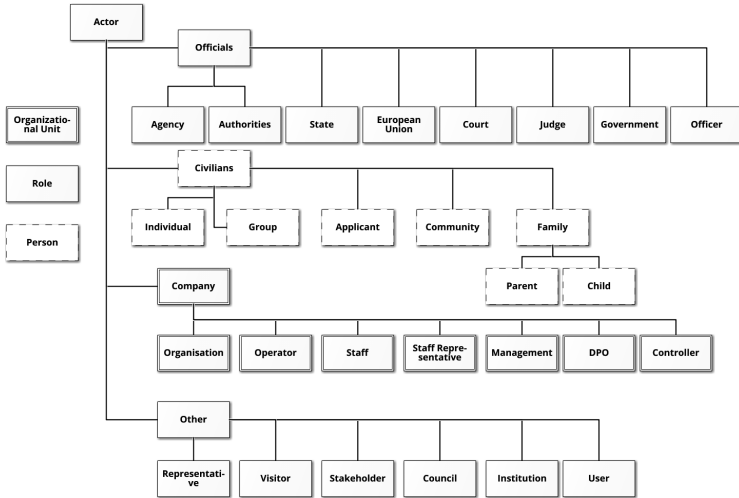 Actor
Officials
Organizatio-
nal Unit
Agency
Authorities
State
European
Union
Court
Judge
Government
Officer
Civilians
Role
Individual
Group
Applicant
Community
Family
Person
Company
Parent
Child
Organisation
Operator
Staff
Staff Repre-
sentative
Management
DPO
Controller
Other
Representati-
ve
Visitor
Stakeholder
Council
Institution
User